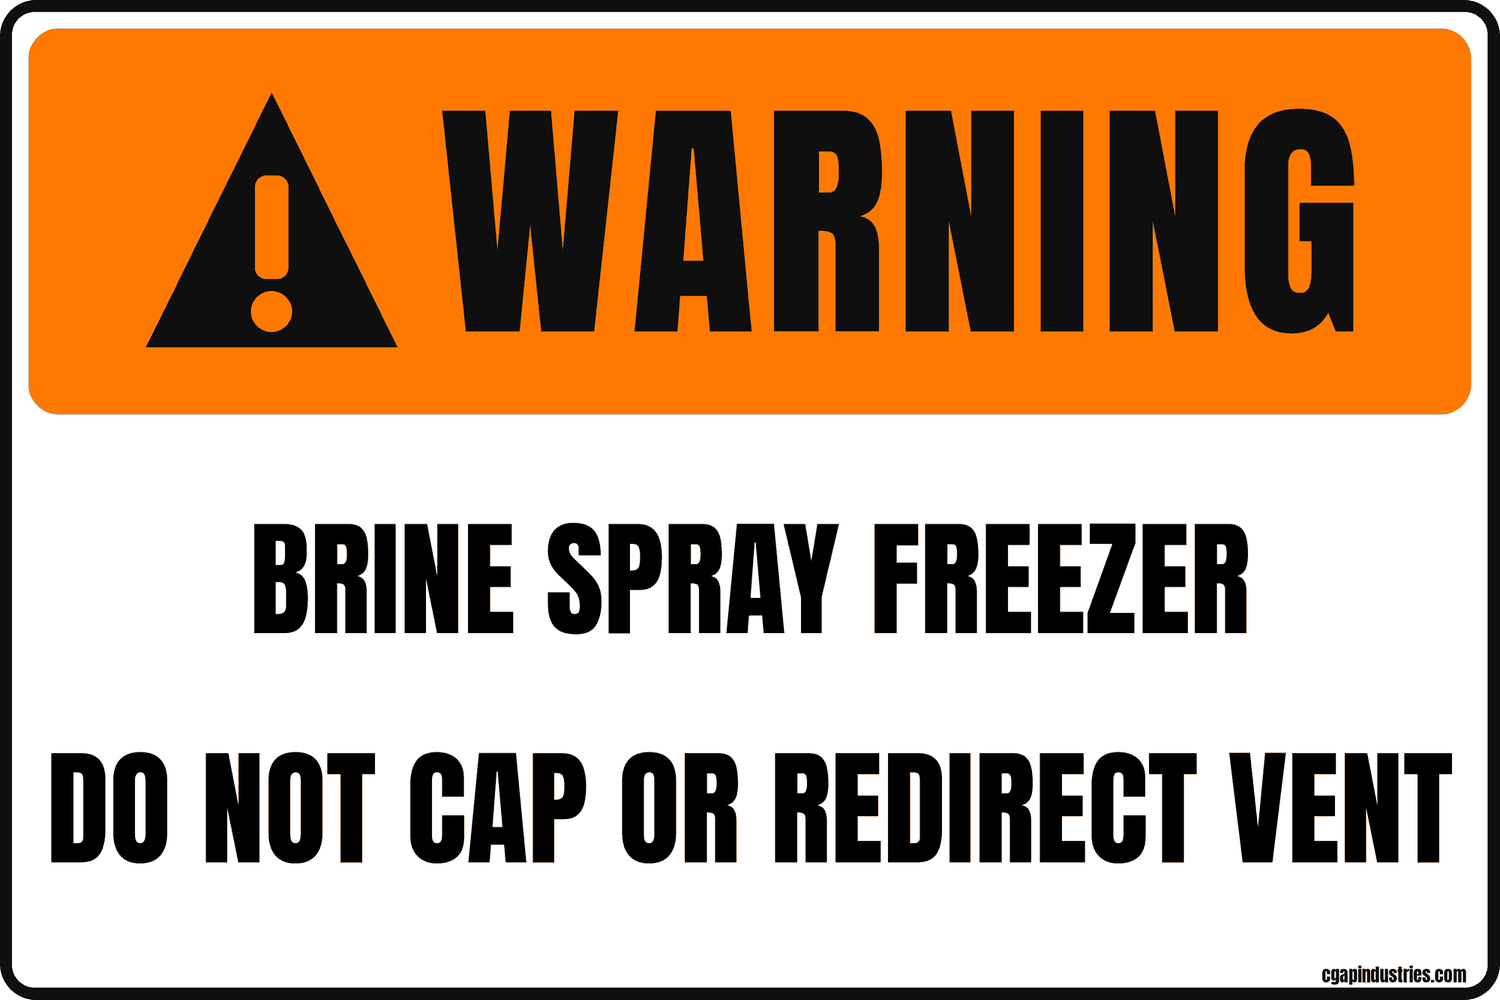 WARNING
BRINE SPRAY FREEZER
DO NOT CAP OR REDIRECT VENT
cgapindustries.com